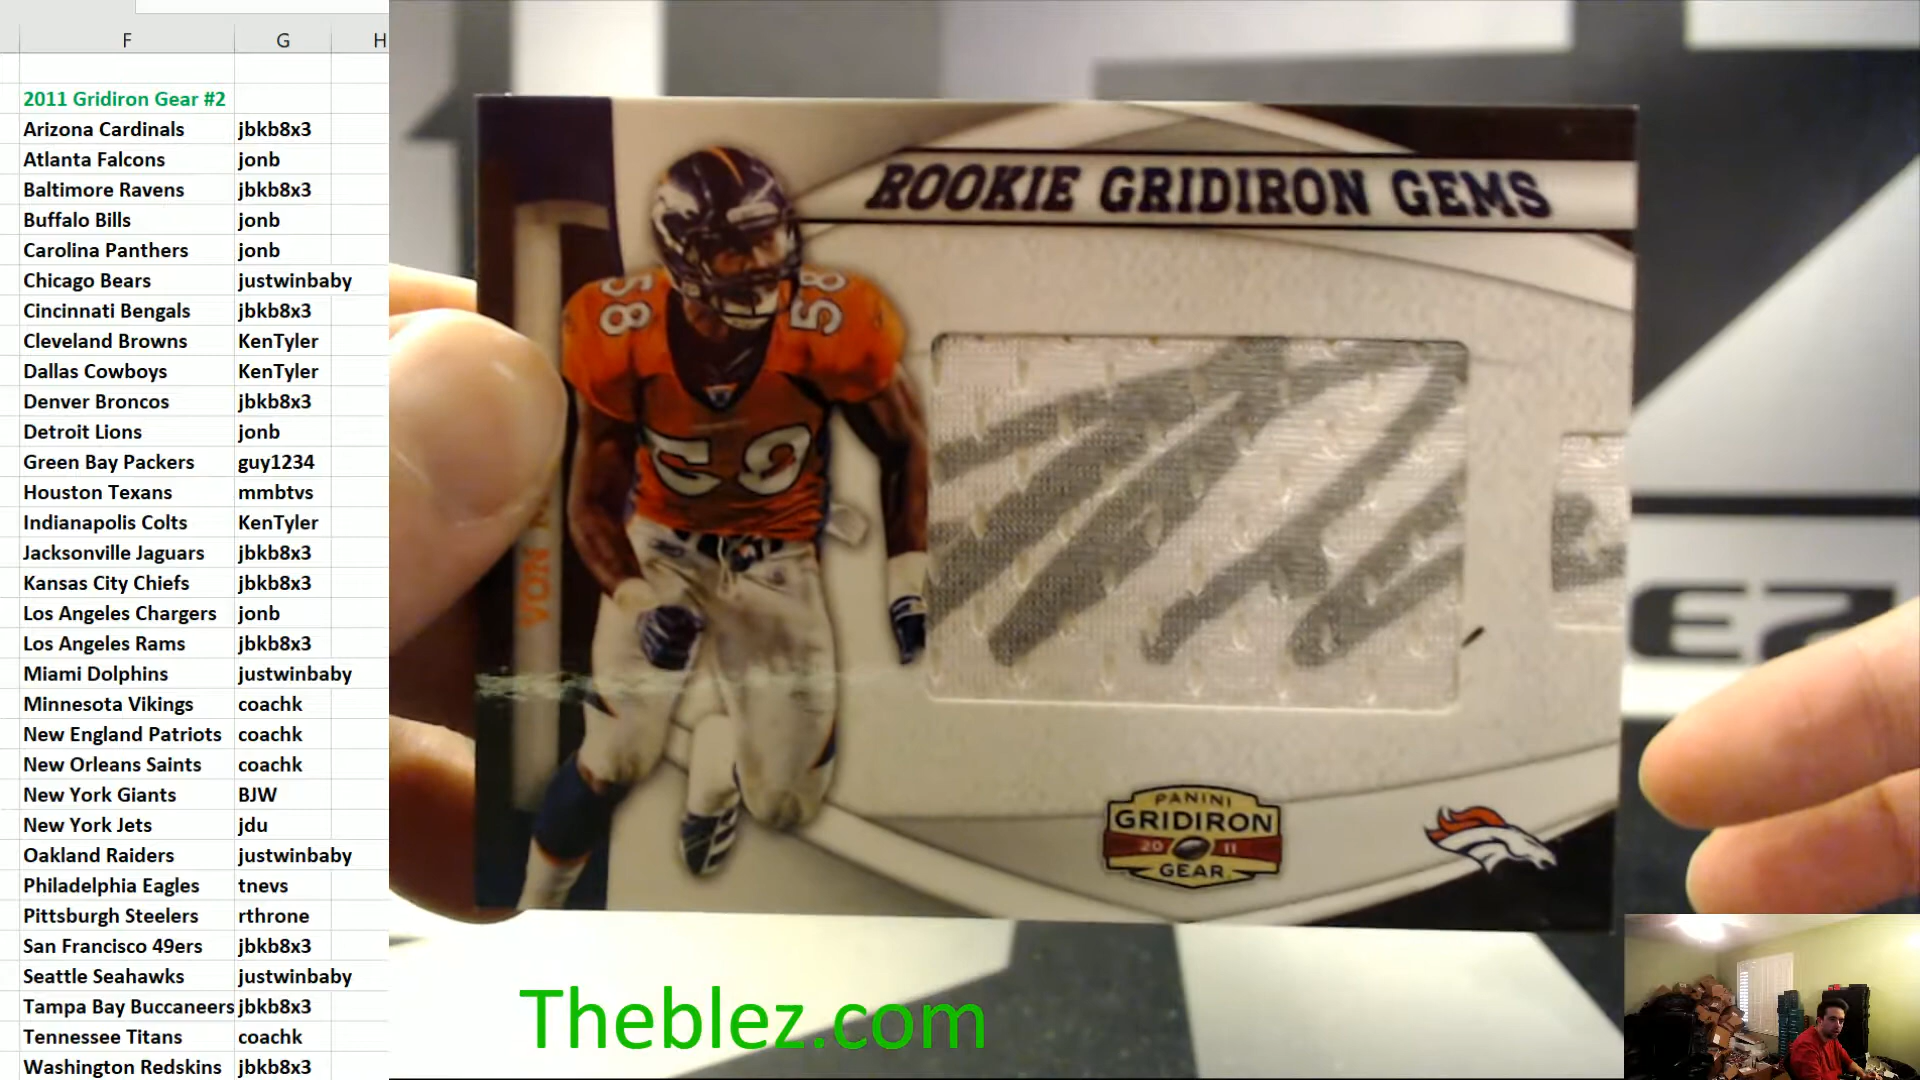 F G H
2011 Gridiron Gear #2
Arizona Cardinals jbkb8x3
Atlanta Falcons jonb
Baltimore Ravens jbkb8x3
Buffalo Bills jonb
Carolina Panthers jonb
Chicago Bears justwinbaby
Cincinnati Bengals jbkb8x3
Cleveland Browns KenTyler
Dallas Cowboys KenTyler
Denver Broncos jbkb8x3
Detroit Lions jonb
Green Bay Packers guy1234
Houston Texans mmbtvs
Indianapolis Colts KenTyler
Jacksonville Jaguars jbkb8x3
Kansas City Chiefs jbkb8x3
Los Angeles Chargers jonb
Los Angeles Rams jbkb8x3
Miami Dolphins justwinbaby
Minnesota Vikings coachk
New England Patriots coachk
New Orleans Saints coachk
New York Giants BJW
New York Jets jdu
Oakland Raiders justwinbaby
Philadelphia Eagles tnevs
Pittsburgh Steelers rthrone
San Francisco 49ers jbkb8x3
Seattle Seahawks justwinbaby
Tampa Bay Buccaneers jbkb8x3
Tennessee Titans coachk
Washington Redskins jbkb8x3
ROOKIE GRIDIRON GEMS
58 58
VON
PANINI
GRIDIRON
20 11
GEAR
Theblez.com